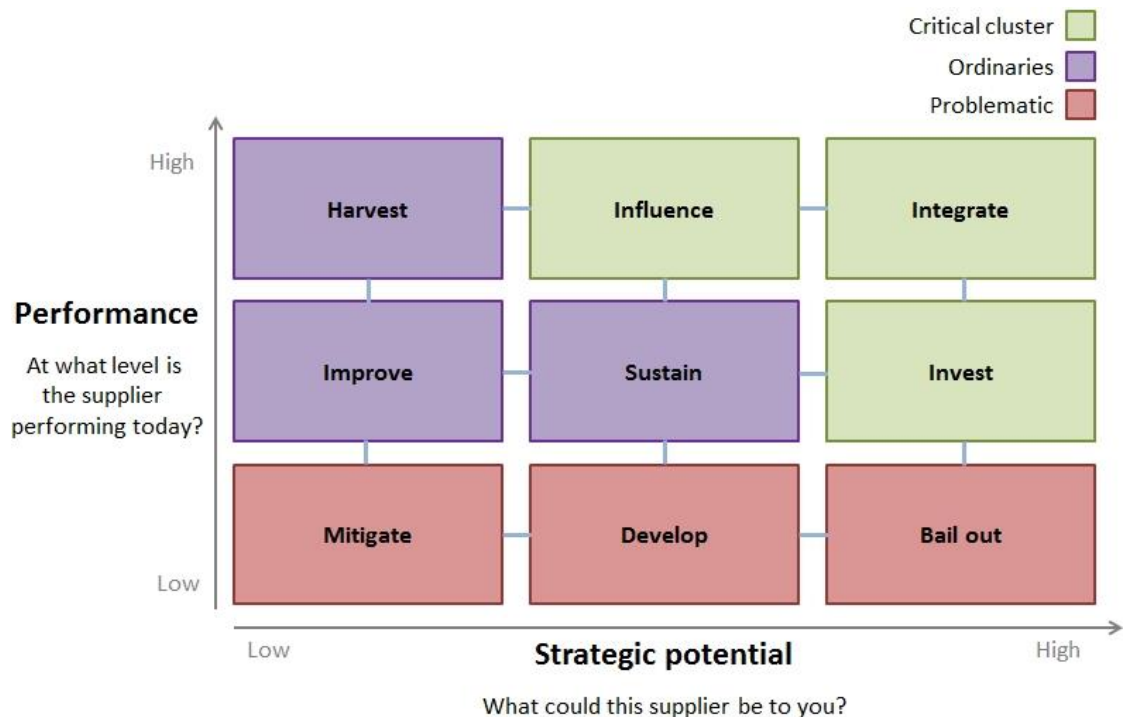 Critical cluster
Ordinaries
Problematic
High
Harvest
Influence
Integrate
Performance
At what level is
the supplier
performing today?
Improve
Sustain
Invest
Mitigate
Develop
Bail out
Low
Low
Strategic potential
High
What could this supplier be to you?